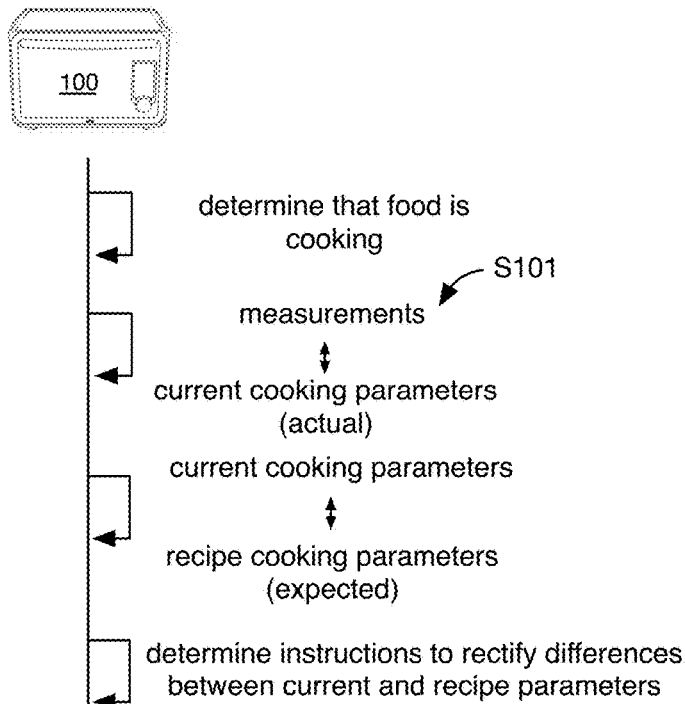 100
determine that food is
cooking
S101
measurements
current cooking parameters
(actual)
current cooking parameters
recipe cooking parameters
(expected)
determine instructions to rectify differences
between current and recipe parameters